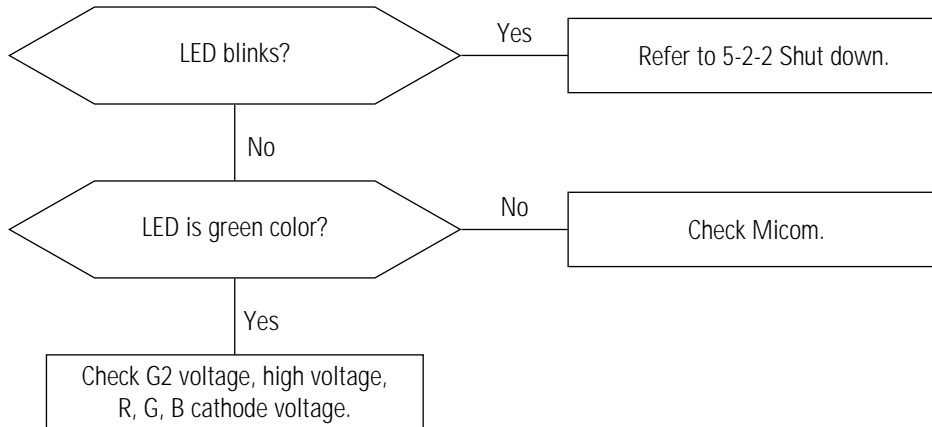 LED blinks?
Yes
Refer to 5-2-2 Shut down.
No
LED is green color?
No
Check Micom.
Yes
Check G2 voltage, high voltage,
R, G, B cathode voltage.